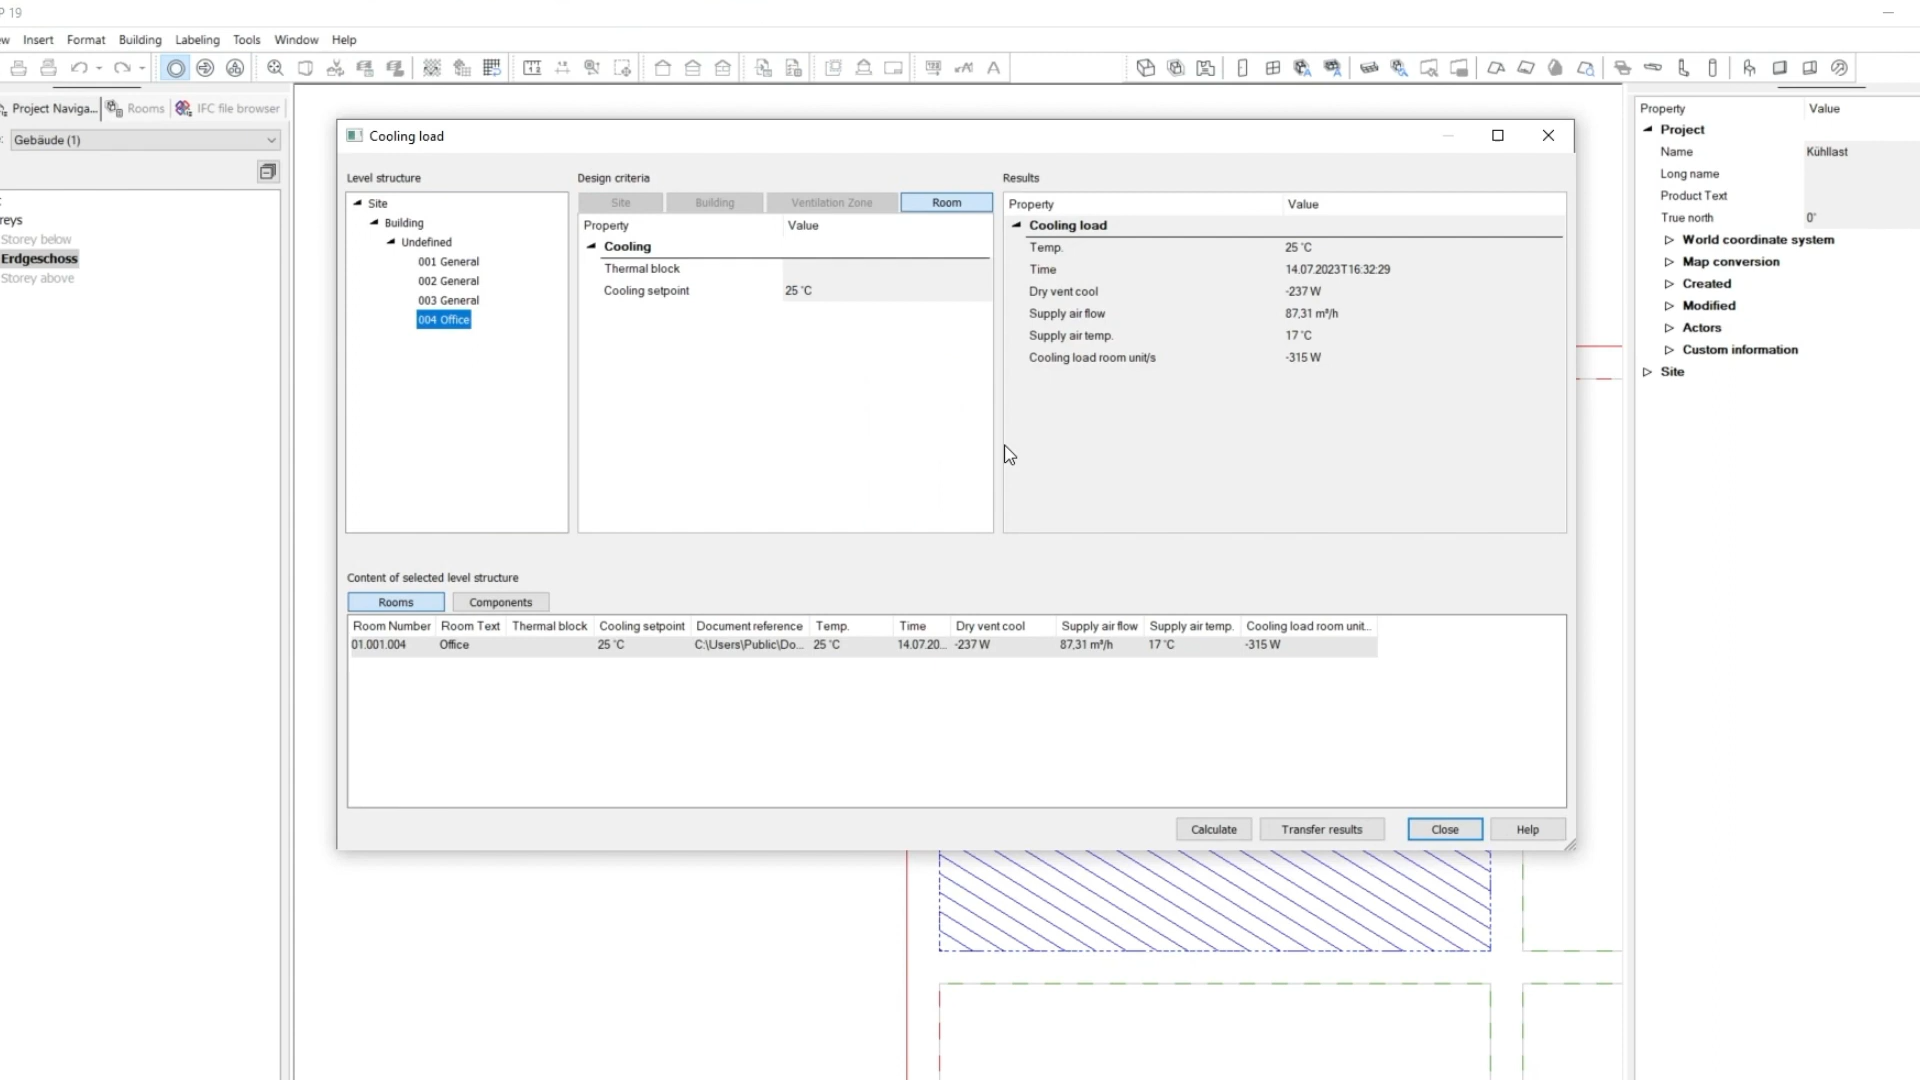 P 19
ew Insert Format Building Labeling Tools Window Help
Project Naviga... Rooms IFC file browser
Gebäude (1)
reys
Storey below
Erdgeschoss
Storey above
Cooling load
Level structure
Site
Building
Undefined
001 General
002 General
003 General
004 Office
Design criteria
Site Building Ventilation Zone Room
Property Value
Cooling
Thermal block
Cooling setpoint 25 °C
Results
Property Value
Cooling load
Temp. 25 °C
Time 14.07.2023T16:32:29
Dry vent cool -237 W
Supply air flow 87,31 m³/h
Supply air temp. 17 °C
Cooling load room unit/s -315 W
Content of selected level structure
Rooms Components
Room Number Room Text Thermal block Cooling setpoint Document reference Temp. Time Dry vent cool Supply air flow Supply air temp. Cooling load room unit...
01.001.004 Office 25 °C C:\Users\Public\Do... 25 °C 14.07.20... -237 W 87,31 m³/h 17 °C -315 W
Calculate Transfer results Close Help
Property Value
Project
Name Kühllast
Long name
Product Text
True north 0°
World coordinate system
Map conversion
Created
Modified
Actors
Custom information
Site